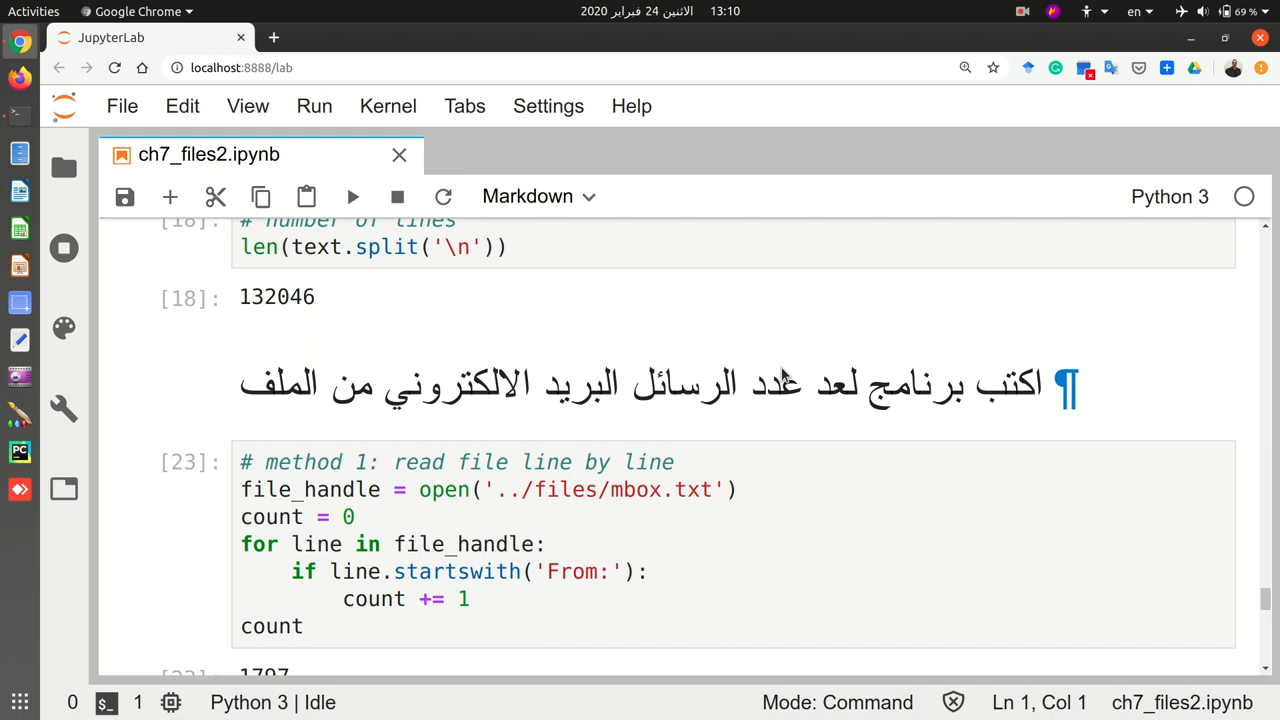 Activities
Google Chrome
الاثنين 24 فبراير 2020 13:10
en
69 %
JupyterLab
localhost:8888/lab
File Edit View Run Kernel Tabs Settings Help
ch7_files2.ipynb
Markdown
Python 3
[18]: # number of lines
len(text.split('\n'))
[18]: 132046
اكتب برنامج لعد عدد الرسائل البريد الالكتروني من الملف ¶
[23]: # method 1: read file line by line
file_handle = open('../files/mbox.txt')
count = 0
for line in file_handle:
    if line.startswith('From:'):
        count += 1
count
[23]: 1797
0 $_ 1 Python 3 | Idle Mode: Command Ln 1, Col 1 ch7_files2.ipynb
PC